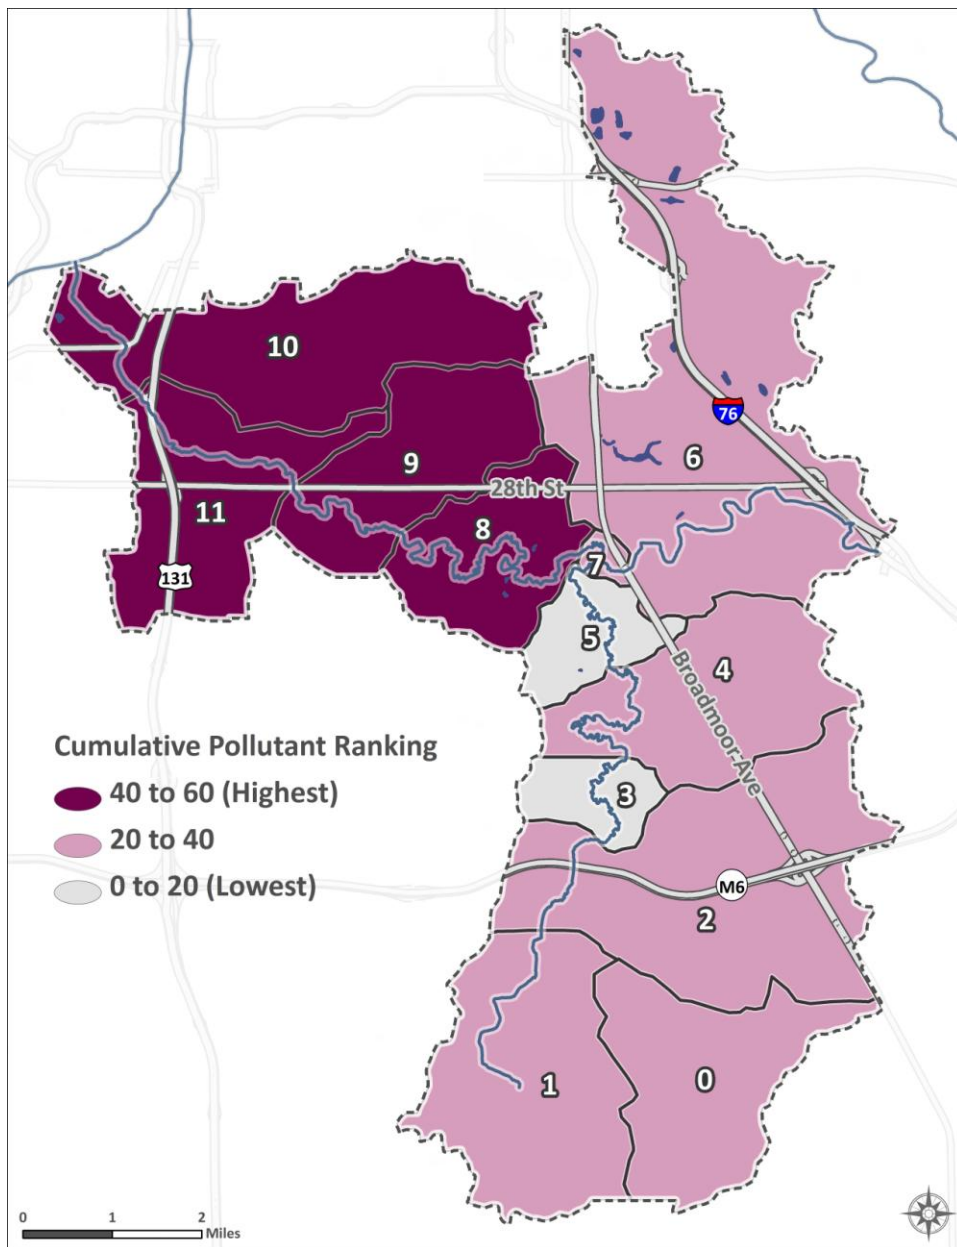 10
76
6
9
28th St
11
8
7
131
5
4
Broadmoor Ave
Cumulative Pollutant Ranking
40 to 60 (Highest)
3
20 to 40
0 to 20 (Lowest)
M6
2
1
0
0 1 2
Miles